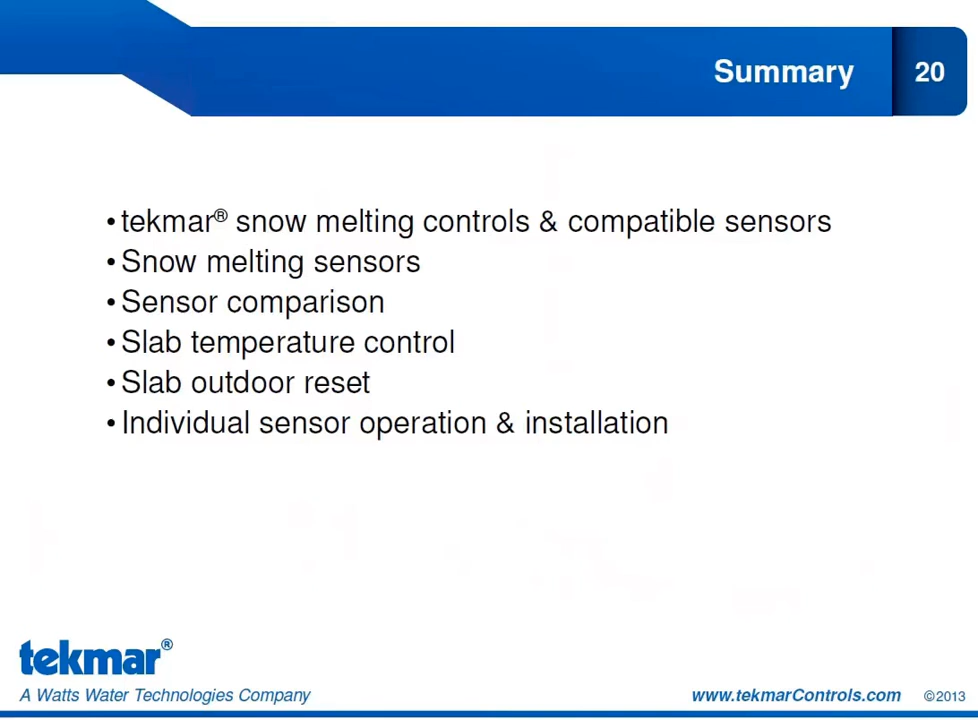 Summary 20
• tekmar® snow melting controls & compatible sensors
• Snow melting sensors
• Sensor comparison
• Slab temperature control
• Slab outdoor reset
• Individual sensor operation & installation
tekmar®
A Watts Water Technologies Company
www.tekmarControls.com ©2013